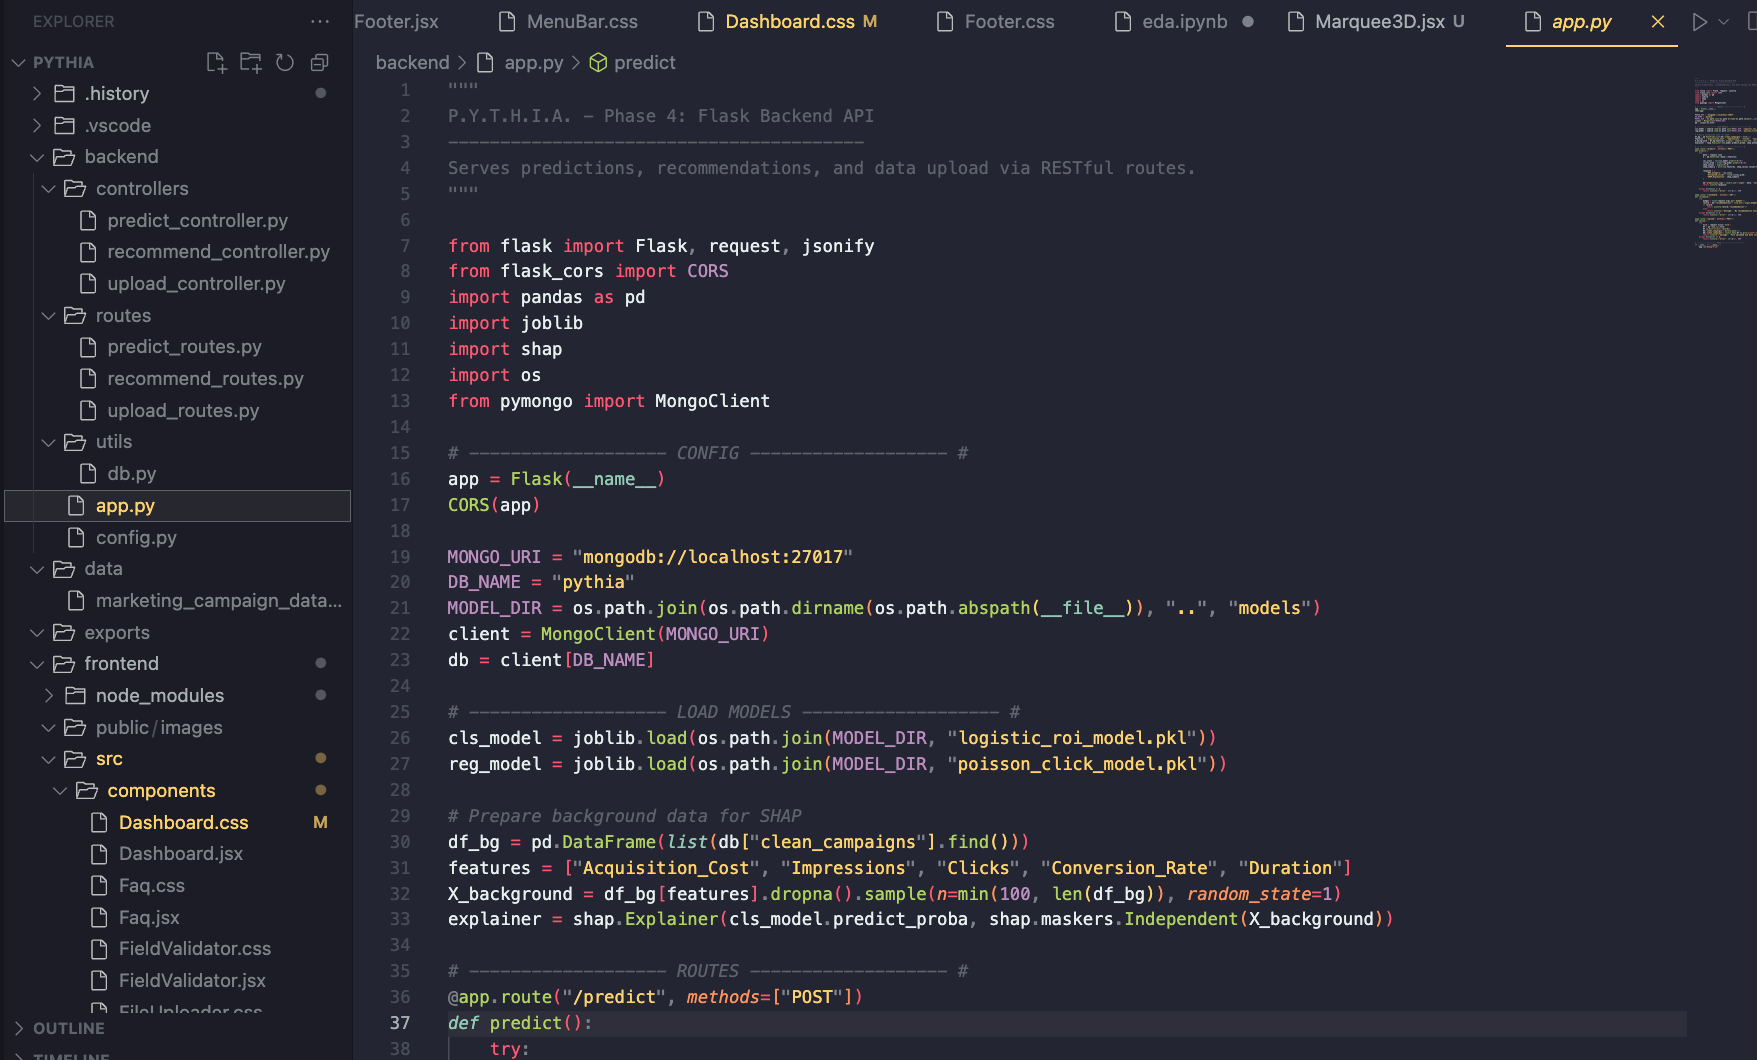 EXPLORER
PYTHIA
.history
.vscode
backend
controllers
predict_controller.py
recommend_controller.py
upload_controller.py
routes
predict_routes.py
recommend_routes.py
upload_routes.py
utils
db.py
app.py
config.py
data
marketing_campaign_data...
exports
frontend
node_modules
public/images
src
components
Dashboard.css M
Dashboard.jsx
Faq.css
Faq.jsx
FieldValidator.css
FieldValidator.jsx
FileUploader.css
OUTLINE
TIMELINE
Footer.jsx MenuBar.css Dashboard.css M Footer.css eda.ipynb Marquee3D.jsx U app.py
backend > app.py > predict
1 """
2 P.Y.T.H.I.A. – Phase 4: Flask Backend API
3 ----------------------------------------
4 Serves predictions, recommendations, and data upload via RESTful routes.
5 """
6
7 from flask import Flask, request, jsonify
8 from flask_cors import CORS
9 import pandas as pd
10 import joblib
11 import shap
12 import os
13 from pymongo import MongoClient
14
15 # ------------------- CONFIG ------------------- #
16 app = Flask(__name__)
17 CORS(app)
18
19 MONGO_URI = "mongodb://localhost:27017"
20 DB_NAME = "pythia"
21 MODEL_DIR = os.path.join(os.path.dirname(os.path.abspath(__file__)), "..", "models")
22 client = MongoClient(MONGO_URI)
23 db = client[DB_NAME]
24
25 # ------------------- LOAD MODELS ------------------- #
26 cls_model = joblib.load(os.path.join(MODEL_DIR, "logistic_roi_model.pkl"))
27 reg_model = joblib.load(os.path.join(MODEL_DIR, "poisson_click_model.pkl"))
28
29 # Prepare background data for SHAP
30 df_bg = pd.DataFrame(list(db["clean_campaigns"].find()))
31 features = ["Acquisition_Cost", "Impressions", "Clicks", "Conversion_Rate", "Duration"]
32 X_background = df_bg[features].dropna().sample(n=min(100, len(df_bg)), random_state=1)
33 explainer = shap.Explainer(cls_model.predict_proba, shap.maskers.Independent(X_background))
34
35 # ------------------- ROUTES ------------------- #
36 @app.route("/predict", methods=["POST"])
37 def predict():
38 try: